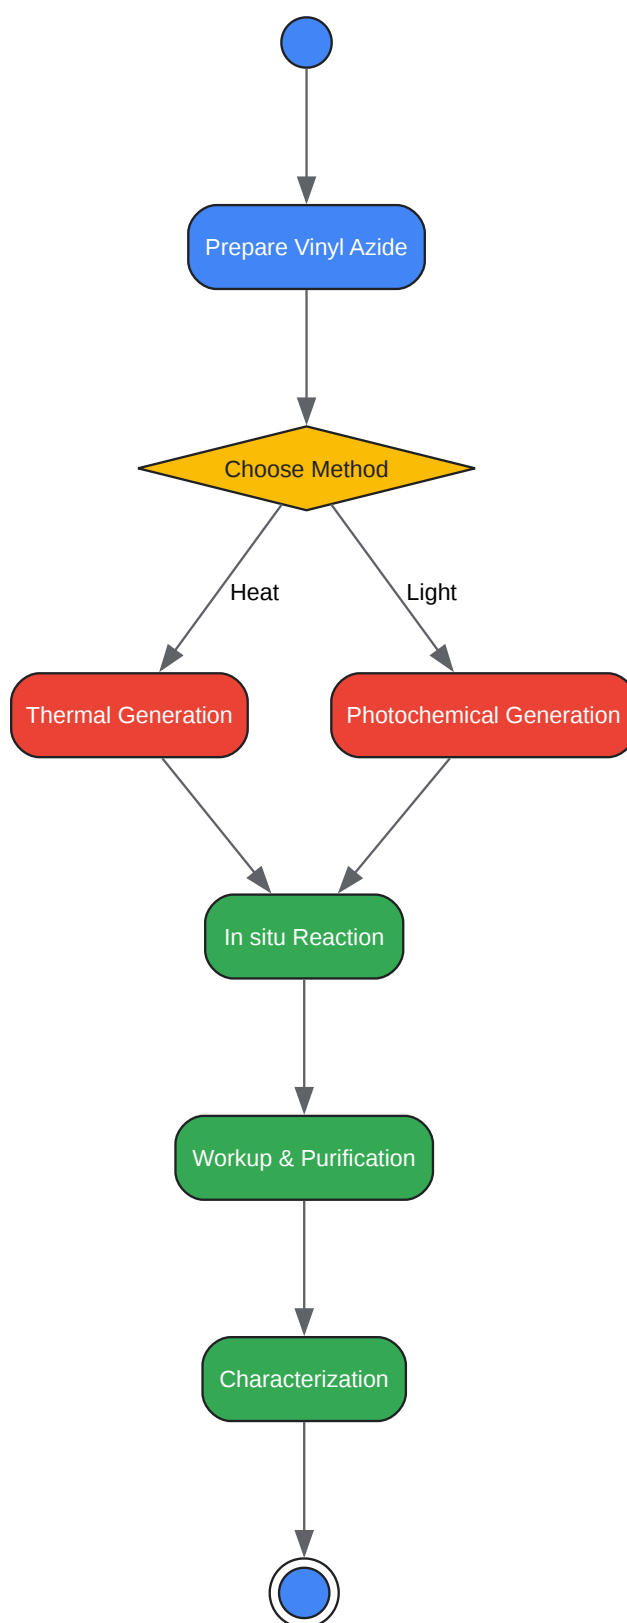 Prepare Vinyl Azide
Choose Method
Heat
Light
Thermal Generation
Photochemical Generation
In situ Reaction
Workup & Purification
Characterization